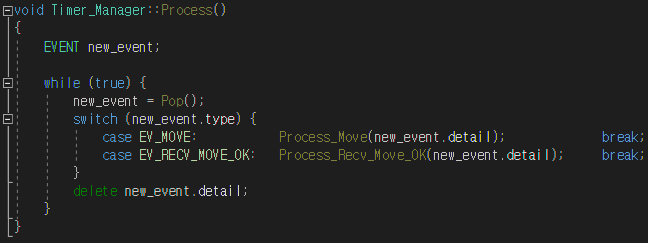 void Timer_Manager::Process()
{
EVENT new_event;
while (true) {
new_event = Pop();
switch (new_event.type) {
case EV_MOVE: Process_Move(new_event.detail); break;
case EV_RECV_MOVE_OK: Process_Recv_Move_OK(new_event.detail); break;
}
delete new_event.detail;
}
}